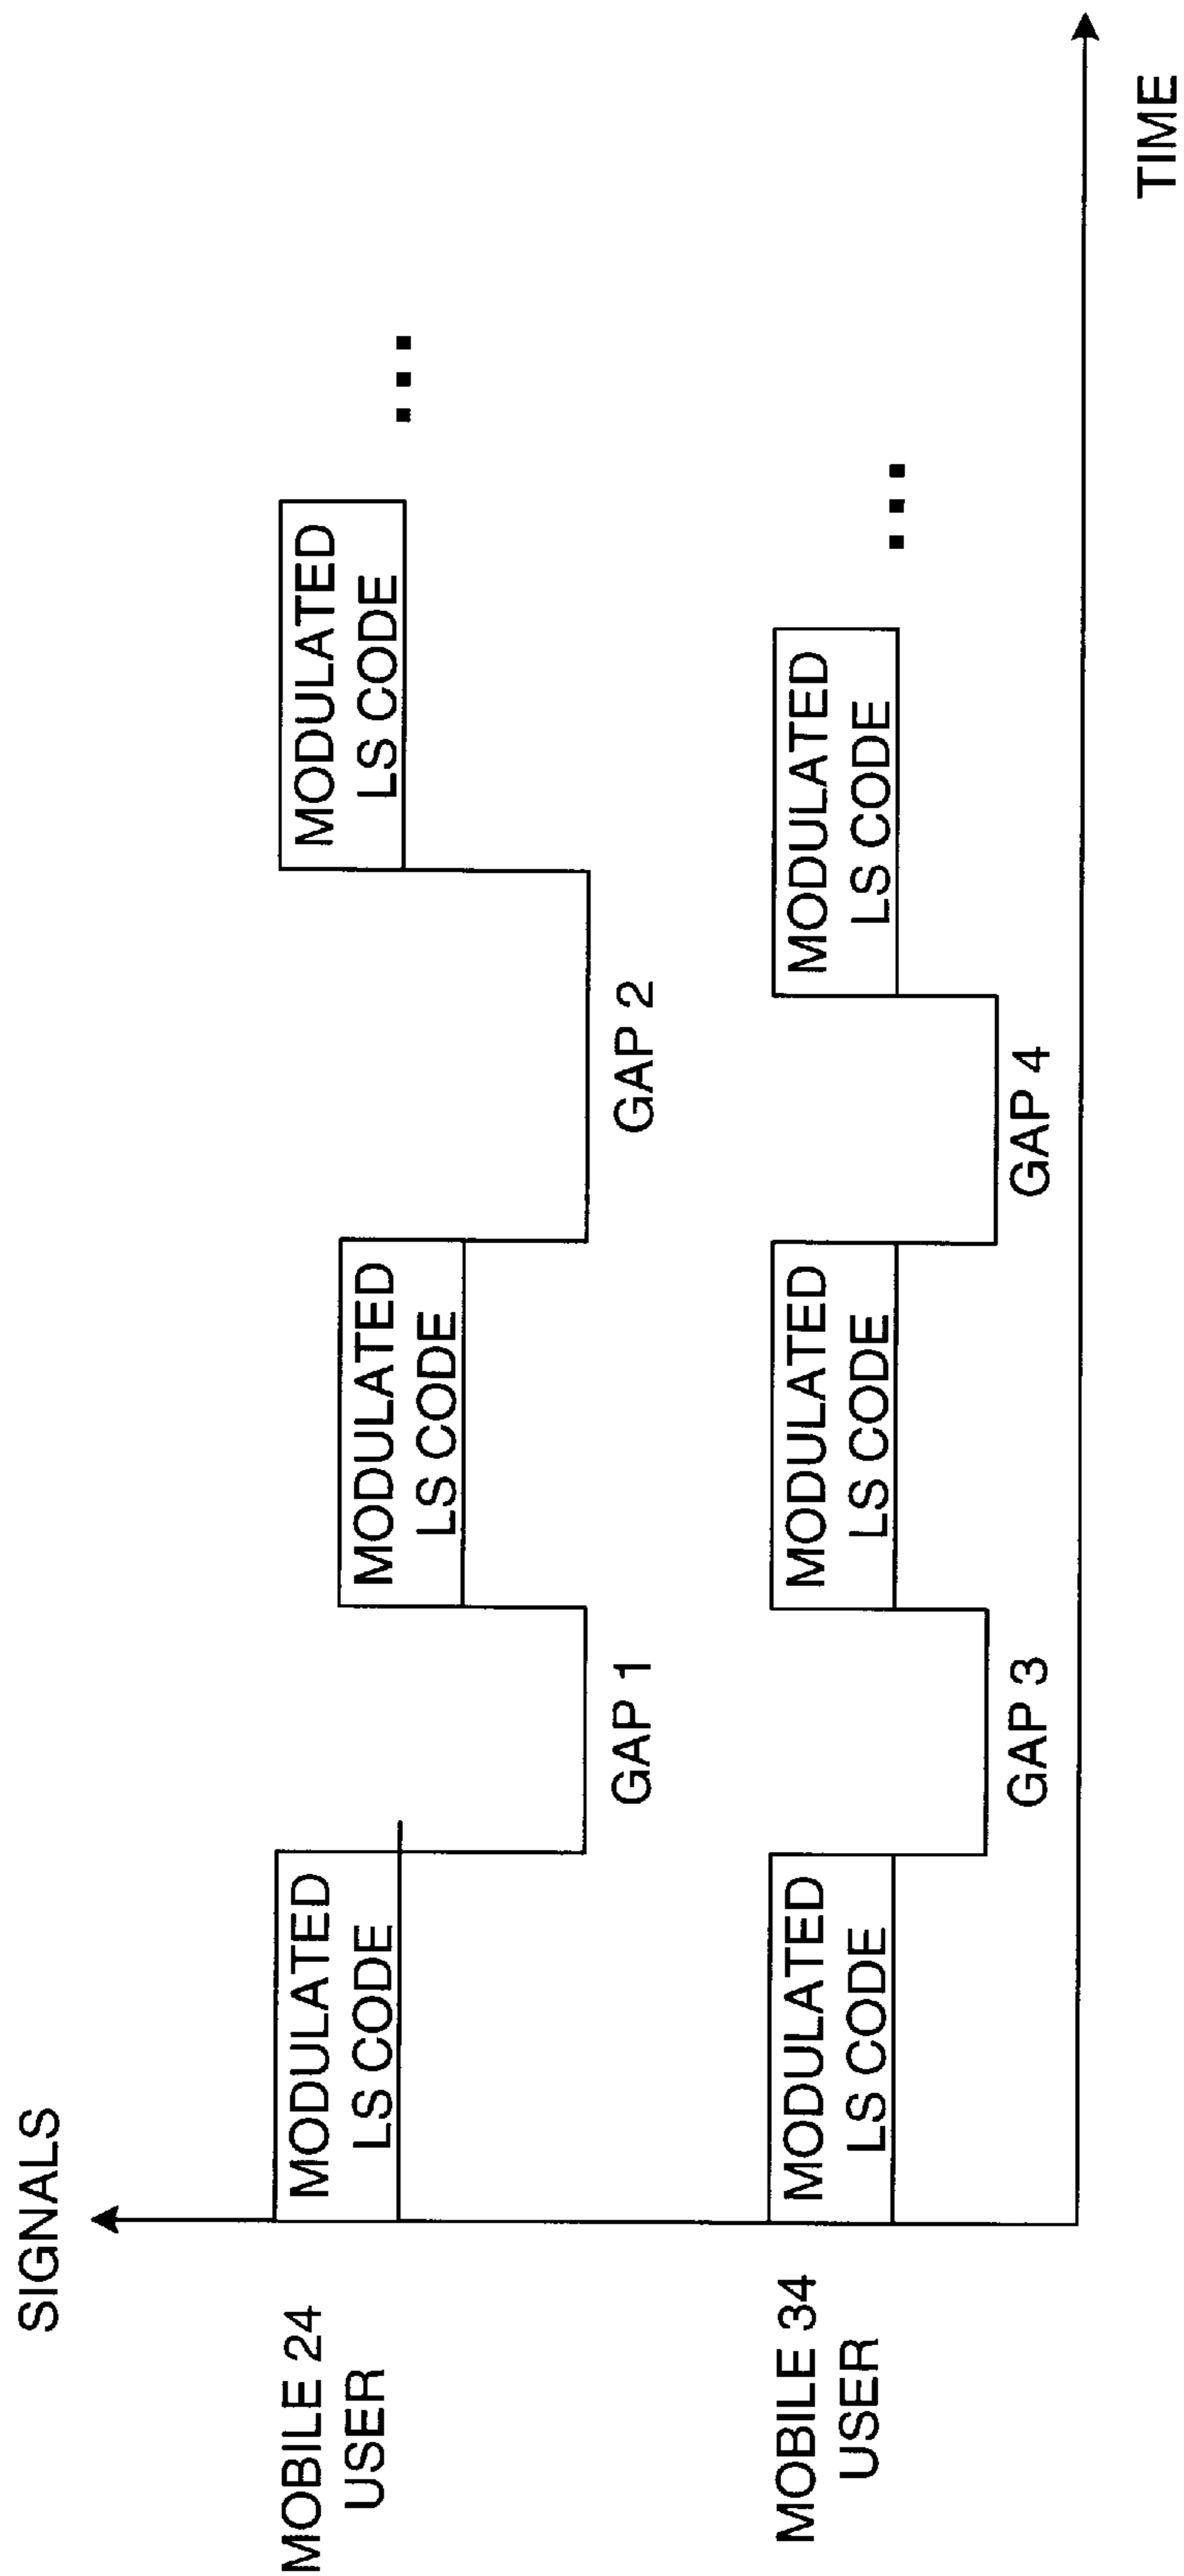 SIGNALS
MOBILE 24
USER
MODULATED
LS CODE
GAP 1
MODULATED
LS CODE
GAP 2
MODULATED
LS CODE
MOBILE 34
USER
MODULATED
LS CODE
GAP 3
MODULATED
LS CODE
GAP 4
MODULATED
LS CODE
TIME